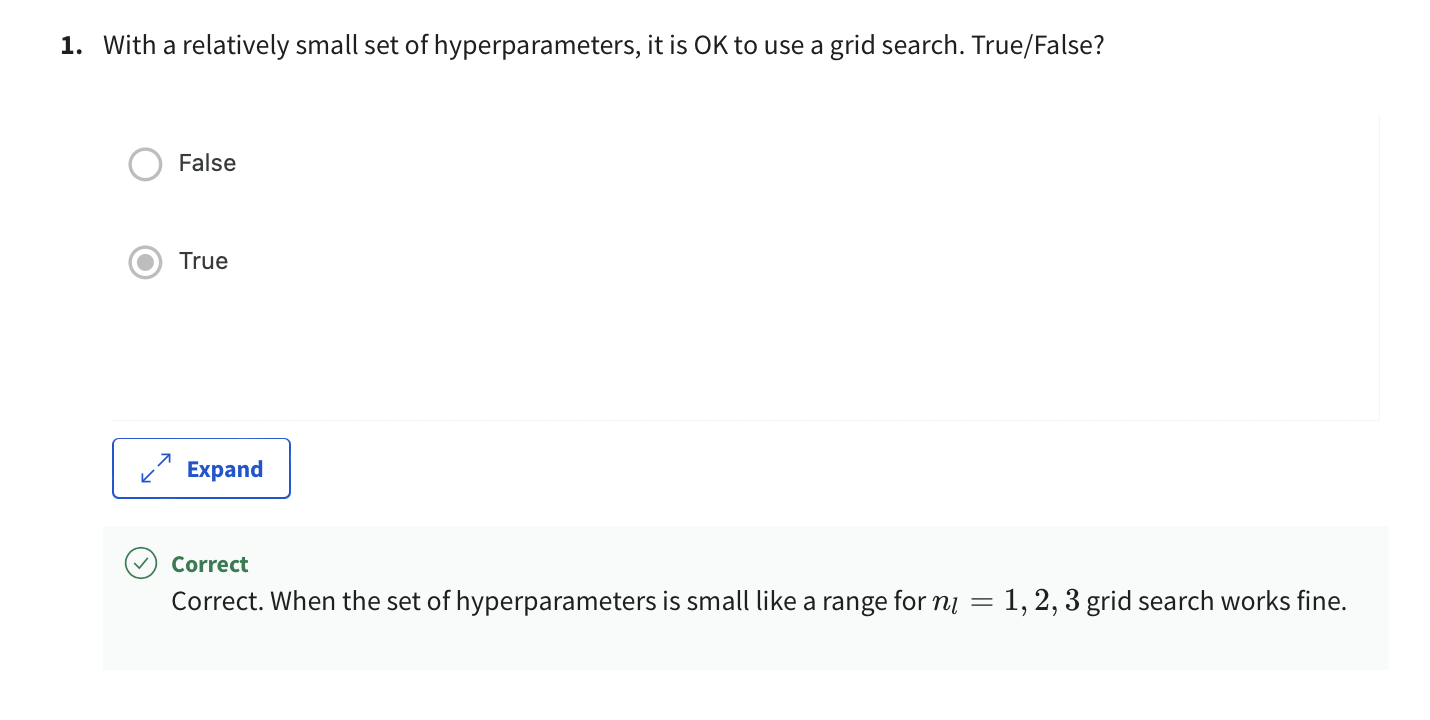 1. With a relatively small set of hyperparameters, it is OK to use a grid search. True/False?
False
True
Expand
Correct
Correct. When the set of hyperparameters is small like a range for n_l = 1, 2, 3 grid search works fine.